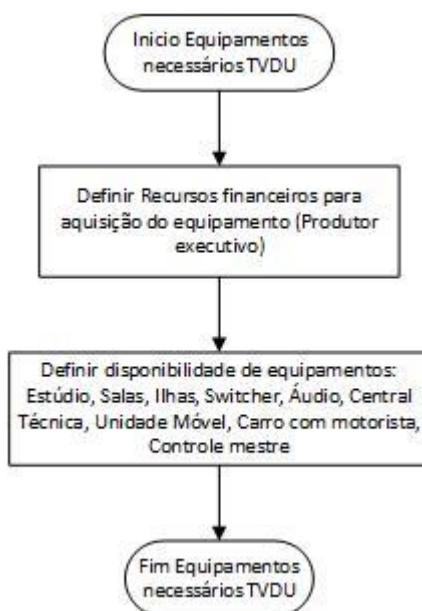 Inicio Equipamentos
necessários TVDU
Definir Recursos financeiros para
aquisição do equipamento (Produtor
executivo)
Definir disponibilidade de equipamentos:
Estúdio, Salas, Ilhas, Switcher, Áudio, Central
Técnica, Unidade Móvel, Carro com motorista,
Controle mestre
Fim Equipamentos
necessários TVDU